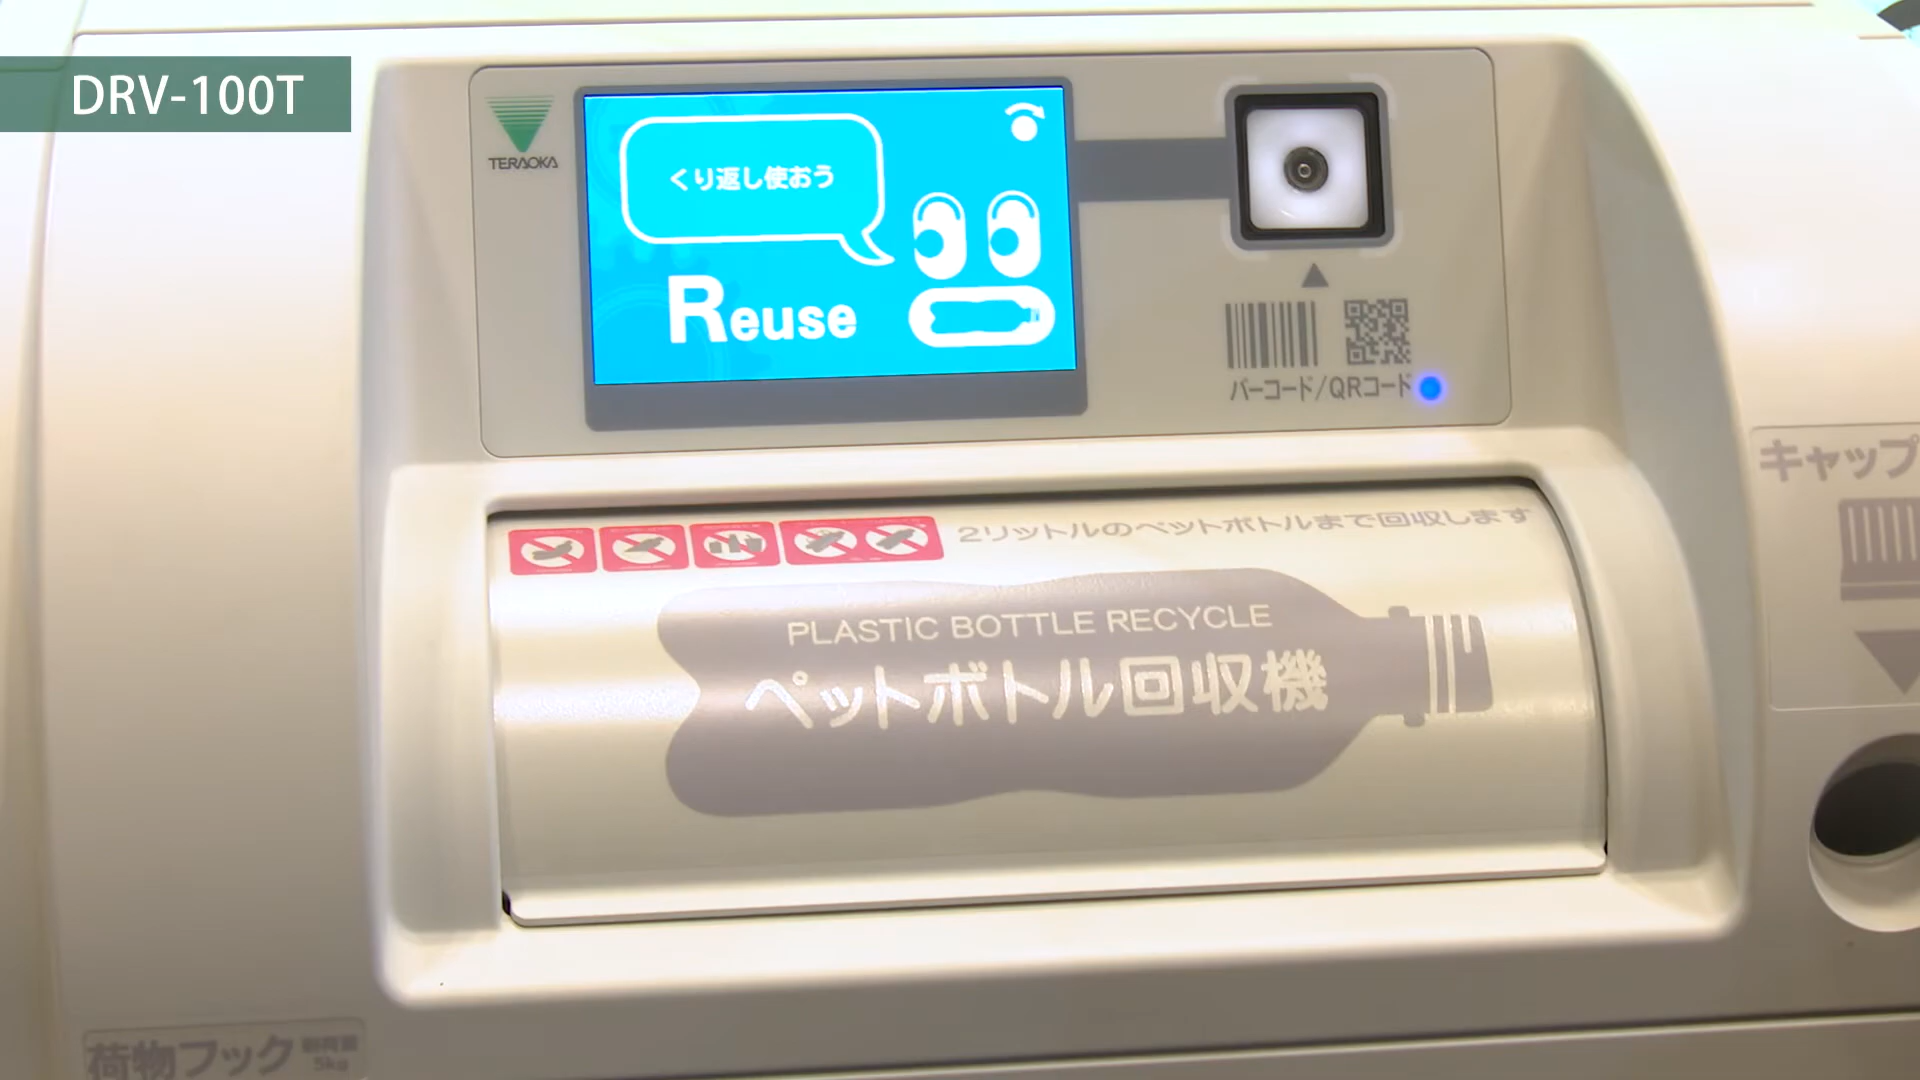 DRV-100T
TERAOKA
くり返し使おう
Reuse
バーコード/QRコード
2リットルのペットボトルまで回収します
PLASTIC BOTTLE RECYCLE
ペットボトル回収機
キャップ
荷物フック
5kg